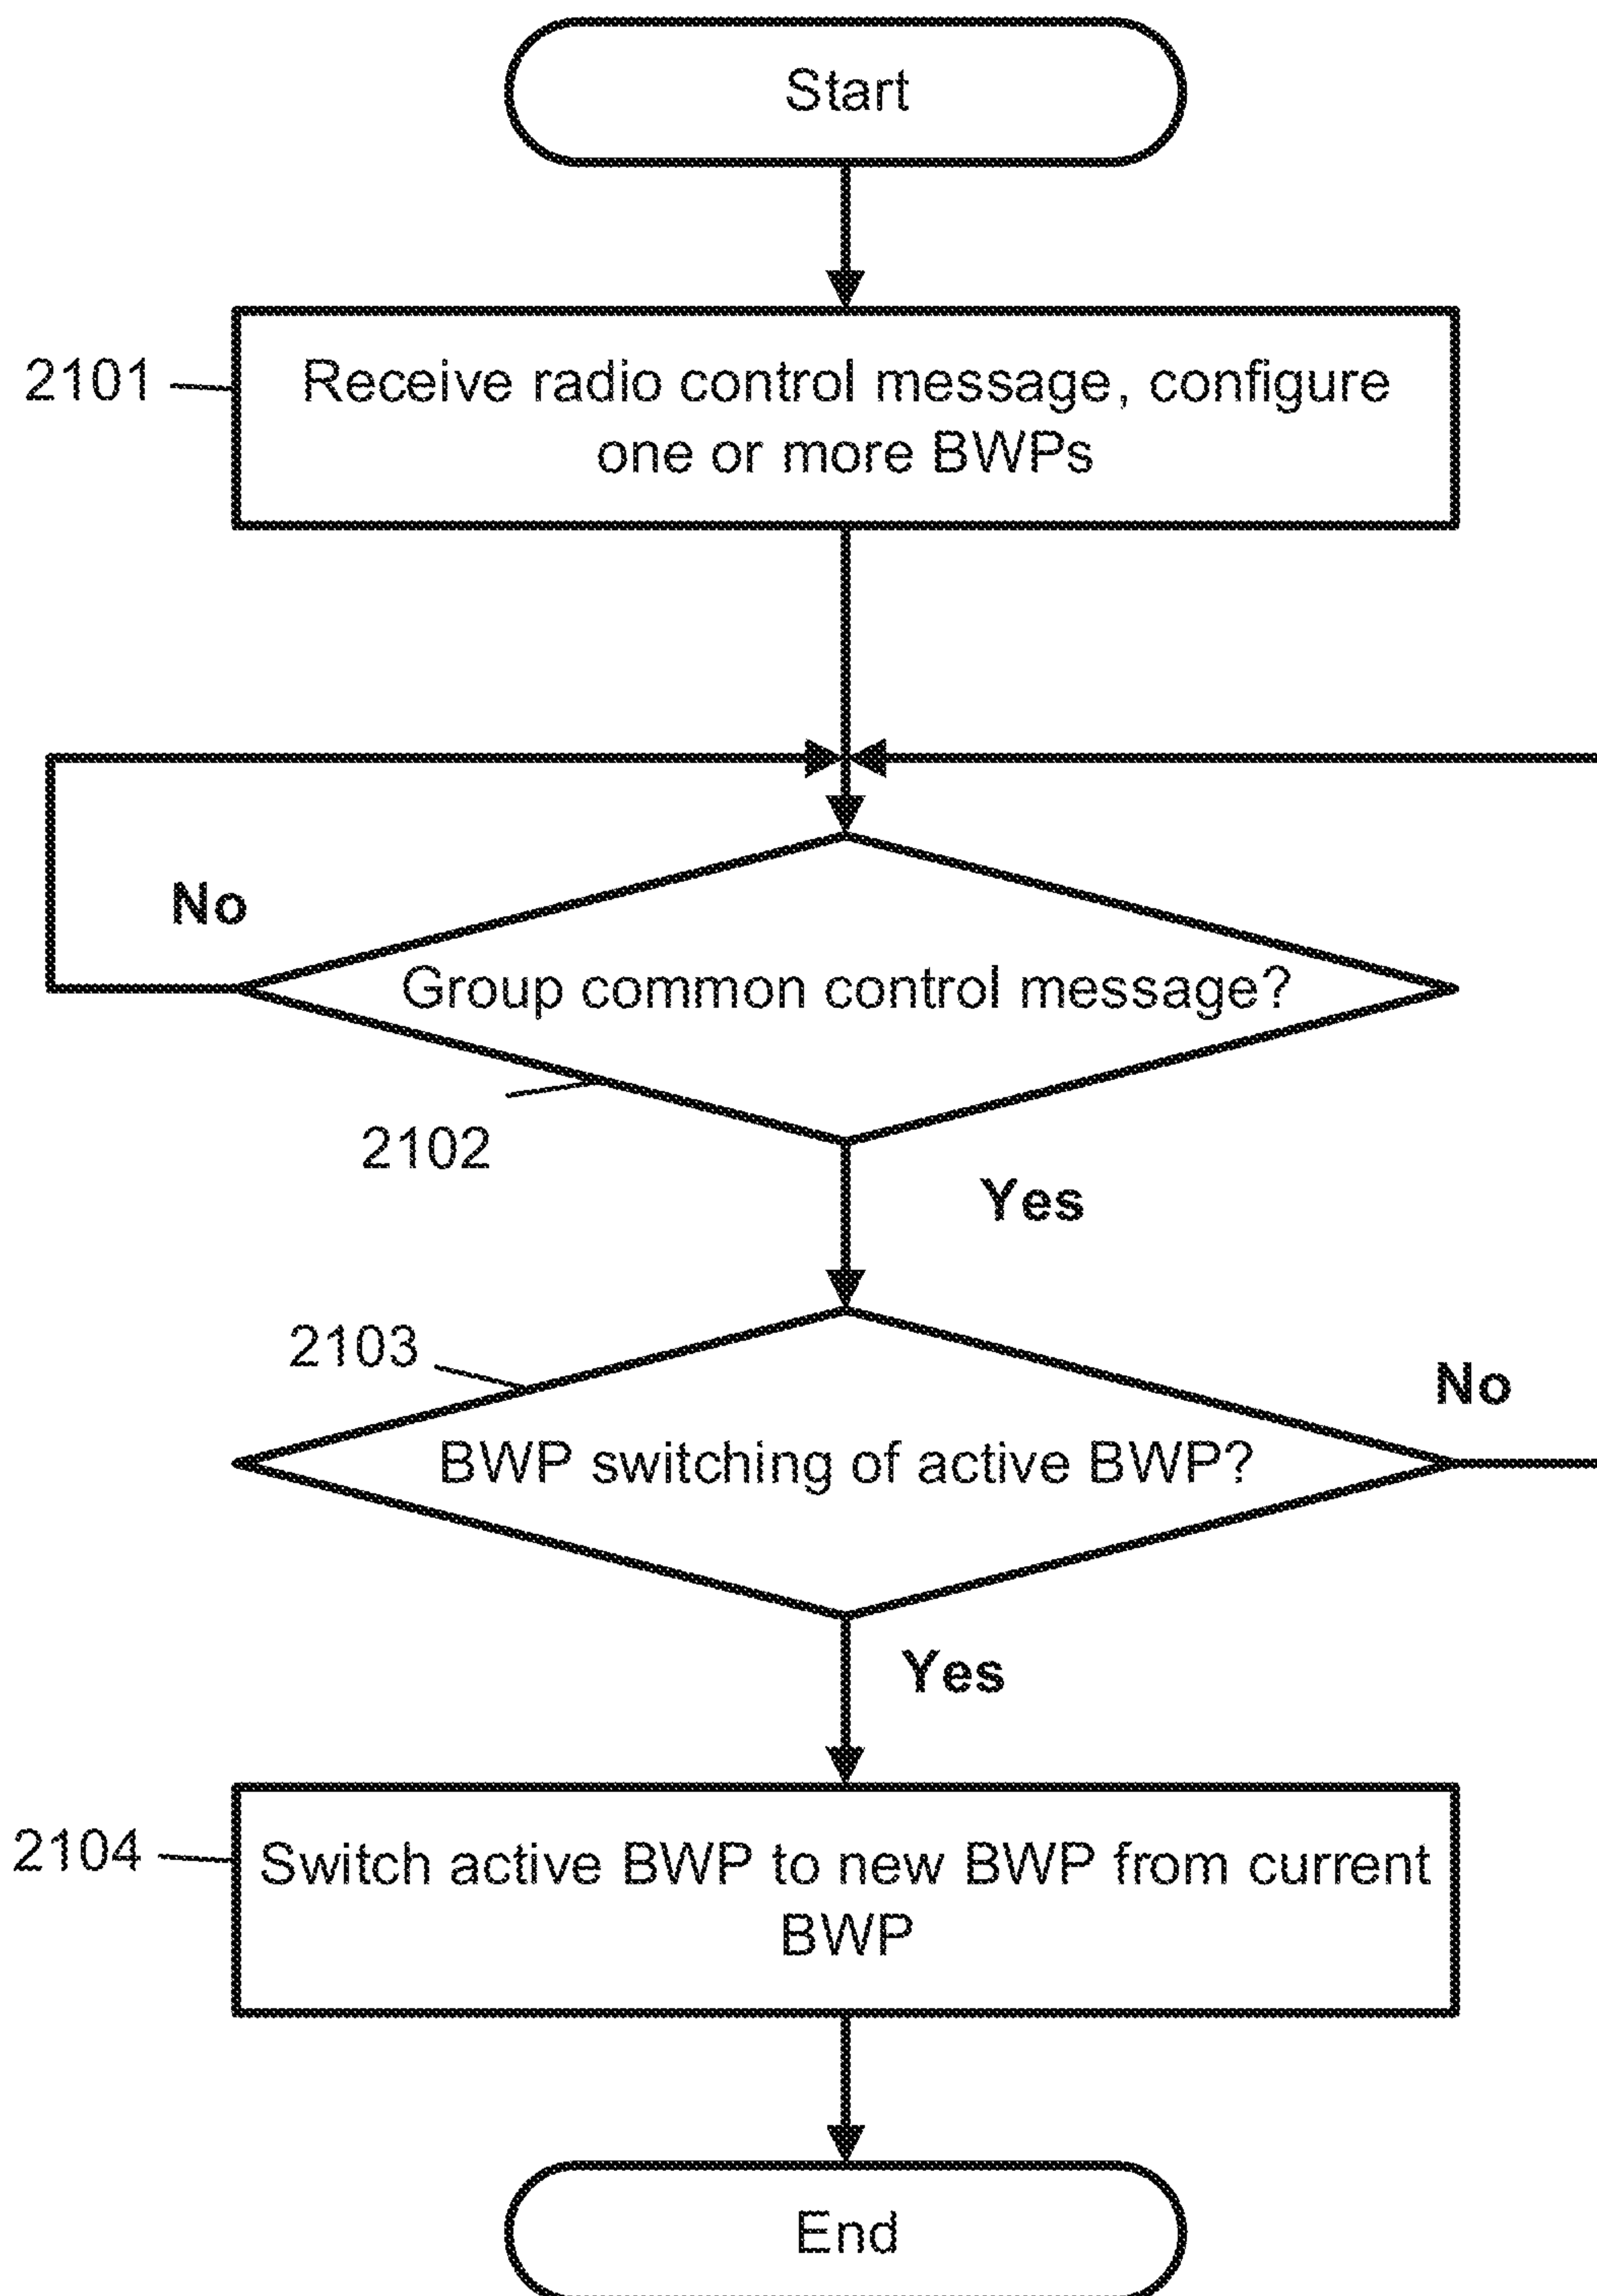 Start
2101
Receive radio control message, configure
one or more BWPs
No
Group common control message?
2102
Yes
2103
No
BWP switching of active BWP?
Yes
2104
Switch active BWP to new BWP from current
BWP
End